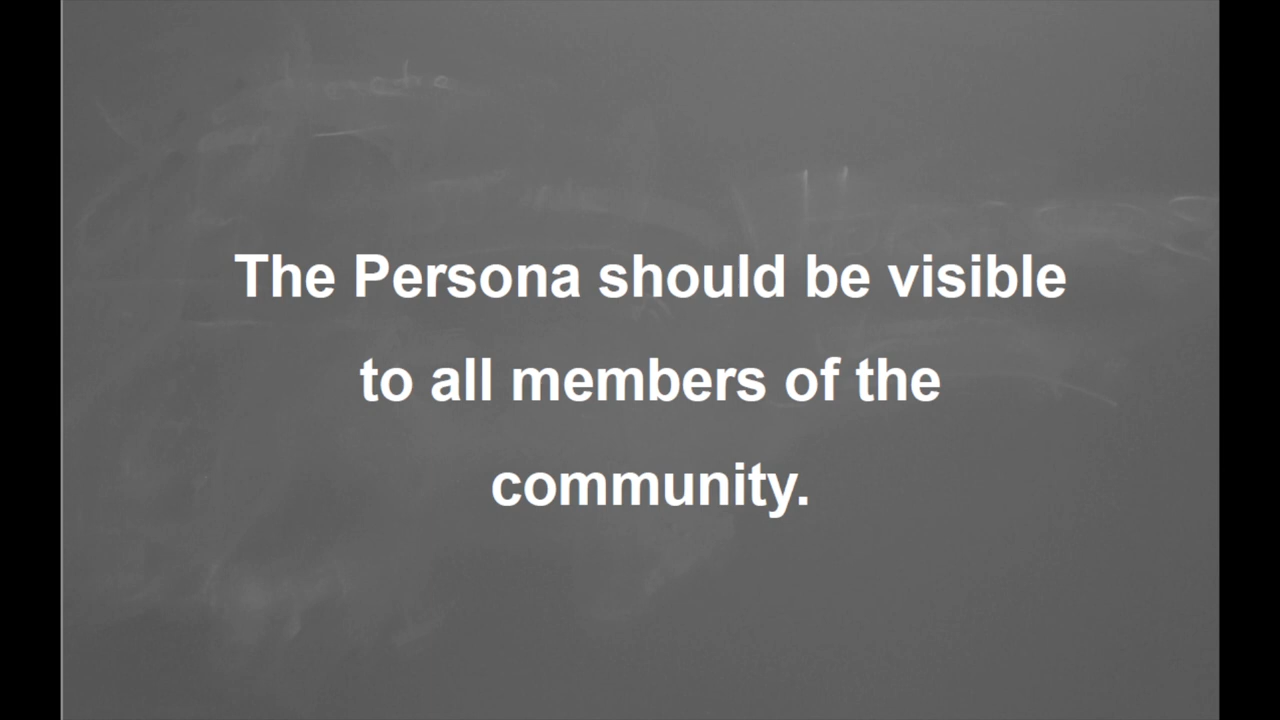 The Persona should be visible
to all members of the
community.